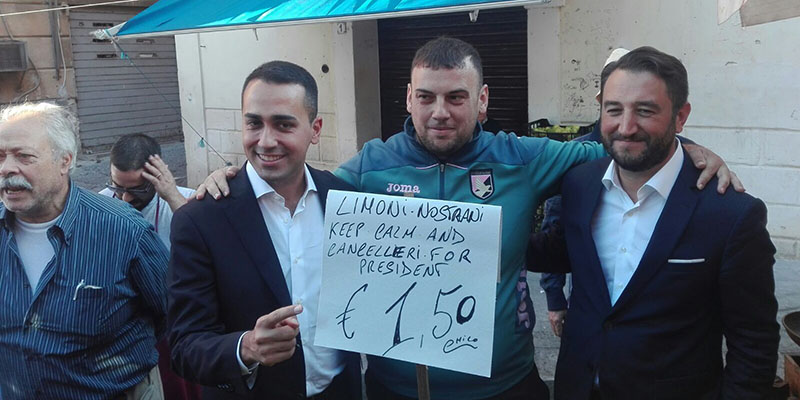 joma
LIMONI. NOSTRANI
KEEP CALM AND
CANCELLERI. FOR
PRESIDENT
€ 1,50